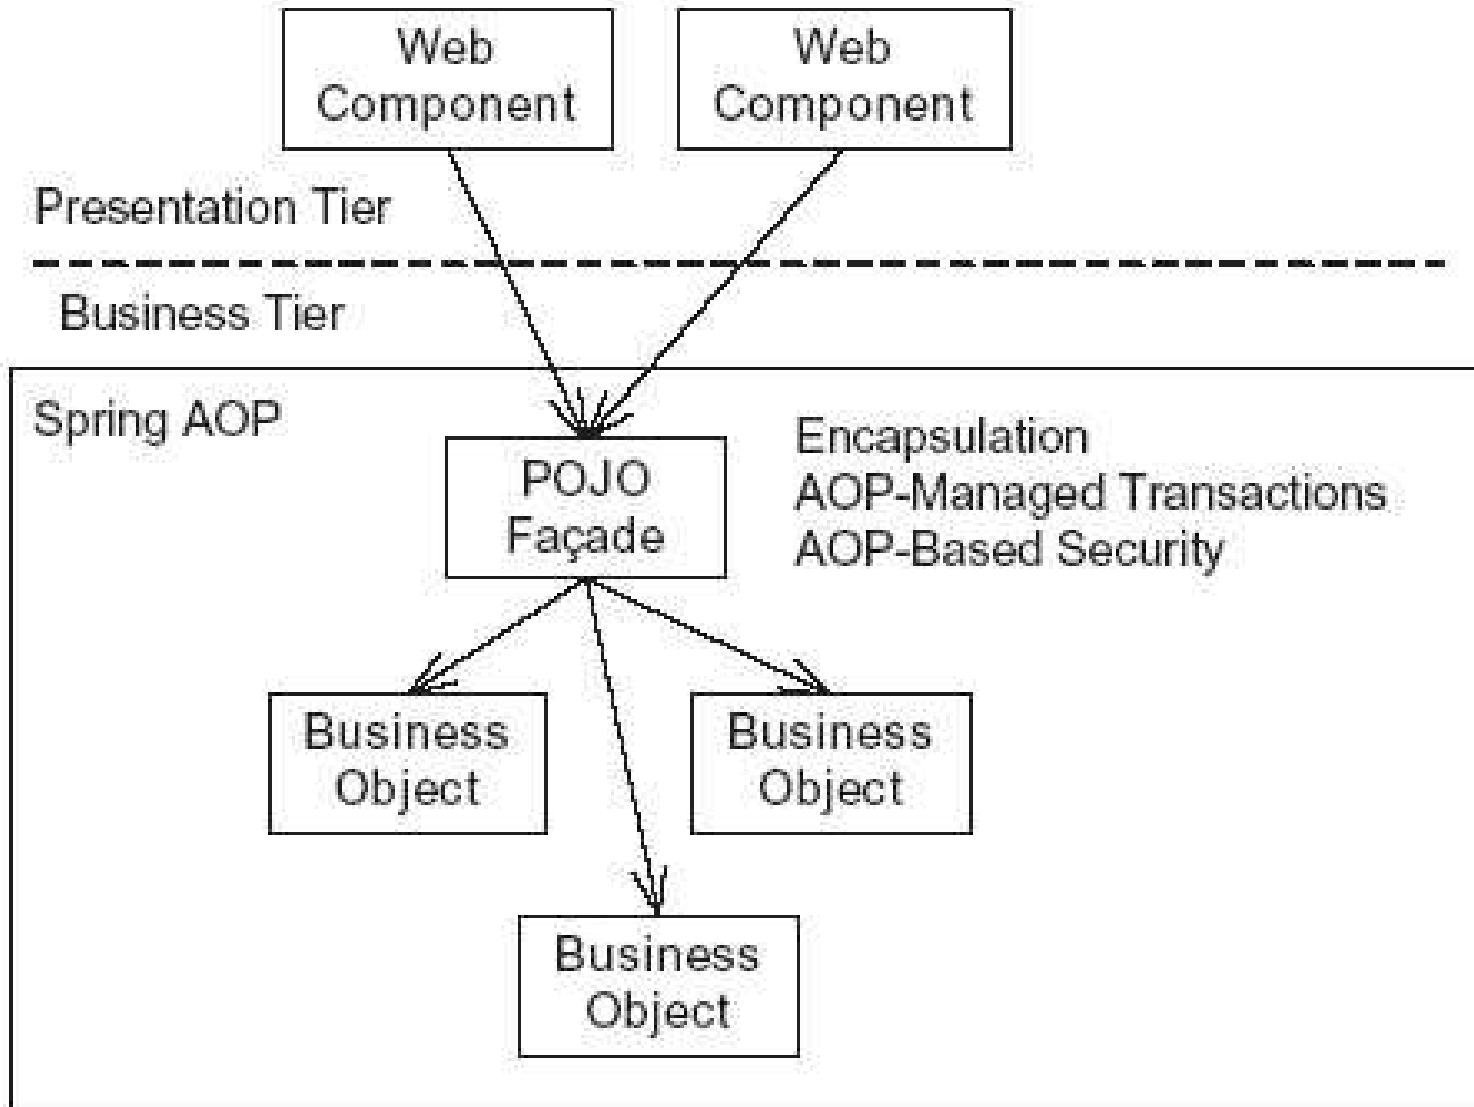 Web
Component
Web
Component
Presentation Tier
Business Tier
Spring AOP
POJO
Façade
Encapsulation
AOP-Managed Transactions
AOP-Based Security
Business
Object
Business
Object
Business
Object